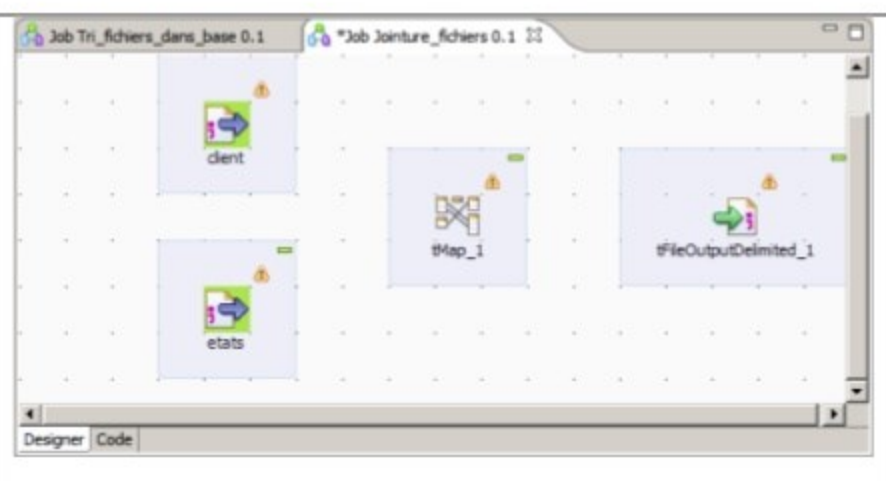 Job Tri_fichiers_dans_base 0.1
*Job Jointure_fichiers 0.1
client
tMap_1
tFileOutputDelimited_1
etats
Designer Code